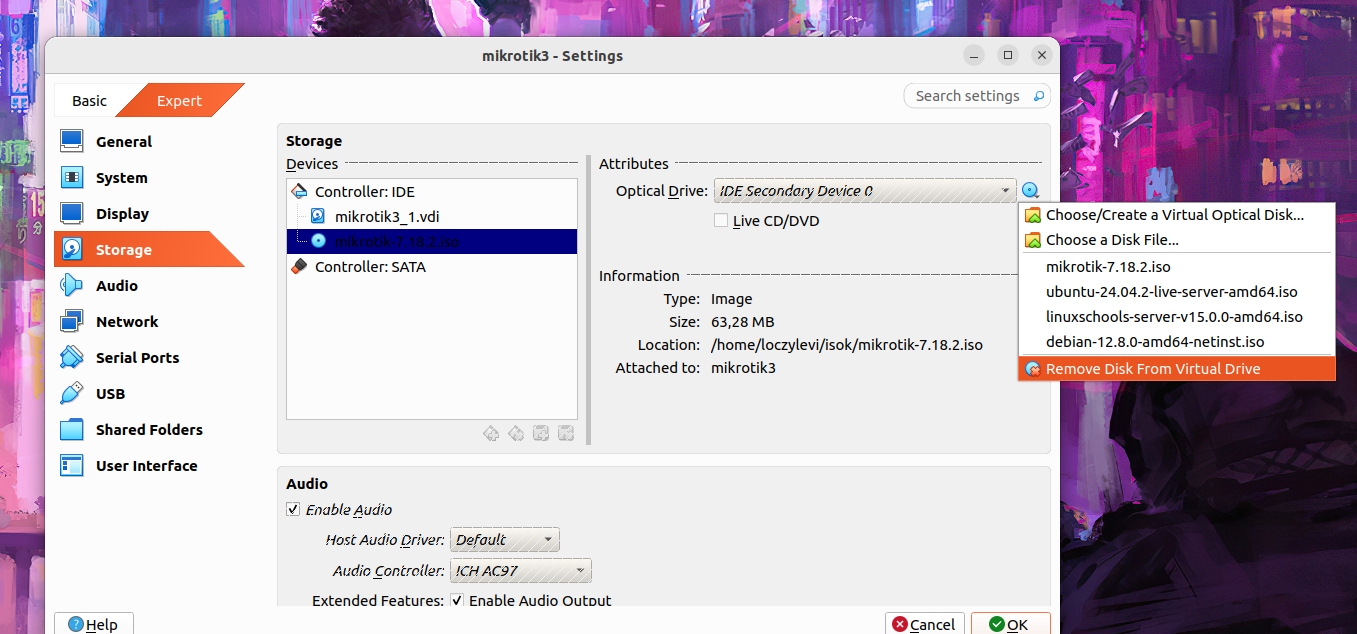 mikrotik3 - Settings
Basic
Expert
Search settings
General
System
Display
Storage
Audio
Network
Serial Ports
USB
Shared Folders
User Interface
Storage
Devices
Controller: IDE
mikrotik3_1.vdi
mikrotik-7.18.2.iso
Controller: SATA
Attributes
Optical Drive: IDE Secondary Device 0
Live CD/DVD
Information
Type: Image
Size: 63,28 MB
Location: /home/loczylevi/isok/mikrotik-7.18.2.iso
Attached to: mikrotik3
Choose/Create a Virtual Optical Disk...
Choose a Disk File...
mikrotik-7.18.2.iso
ubuntu-24.04.2-live-server-amd64.iso
linuxschools-server-v15.0.0-amd64.iso
debian-12.8.0-amd64-netinst.iso
Remove Disk From Virtual Drive
Audio
Enable Audio
Host Audio Driver: Default
Audio Controller: ICH AC97
Extended Features: Enable Audio Output
Help
Cancel
OK